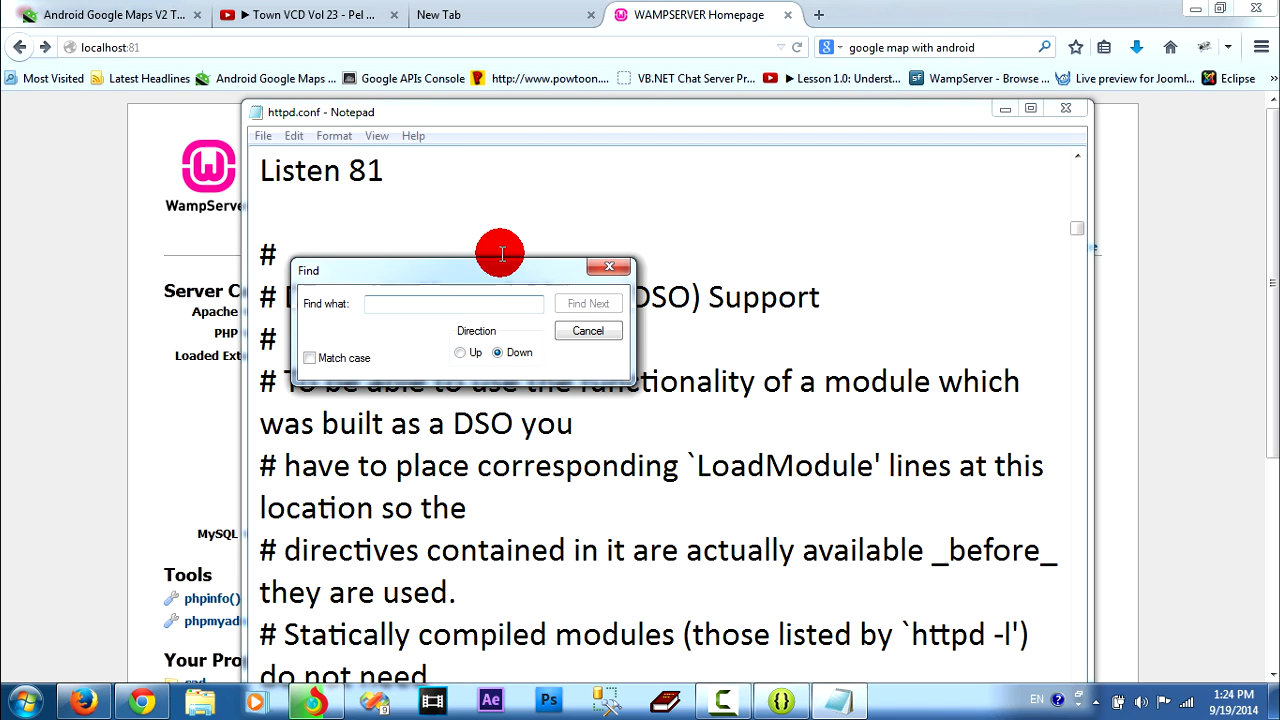 Android Google Maps V2 T...
▶ Town VCD Vol 23 - Pel ...
New Tab
WAMPSERVER Homepage
localhost:81
google map with android
Most Visited
Latest Headlines
Android Google Maps ...
Google APIs Console
http://www.powtoon....
VB.NET Chat Server Pr...
▶ Lesson 1.0: Underst...
WampServer - Browse ...
Live preview for Jooml...
Eclipse
httpd.conf - Notepad
File Edit Format View Help
WampServe
Listen 81
#
Find
# D
DSO) Support
Find what:
Find Next
Server C
Apache
#
Direction
Cancel
PHP
Match case
Up
Down
Loaded Ext
# To be able to use the functionality of a module which
was built as a DSO you
# have to place corresponding `LoadModule' lines at this
location so the
MySQL
# directives contained in it are actually available _before_
they are used.
Tools
phpinfo()
phpmyad
# Statically compiled modules (those listed by `httpd -l')
do not need
Your Pro
Ae
Ps
EN
1:24 PM
9/19/2014